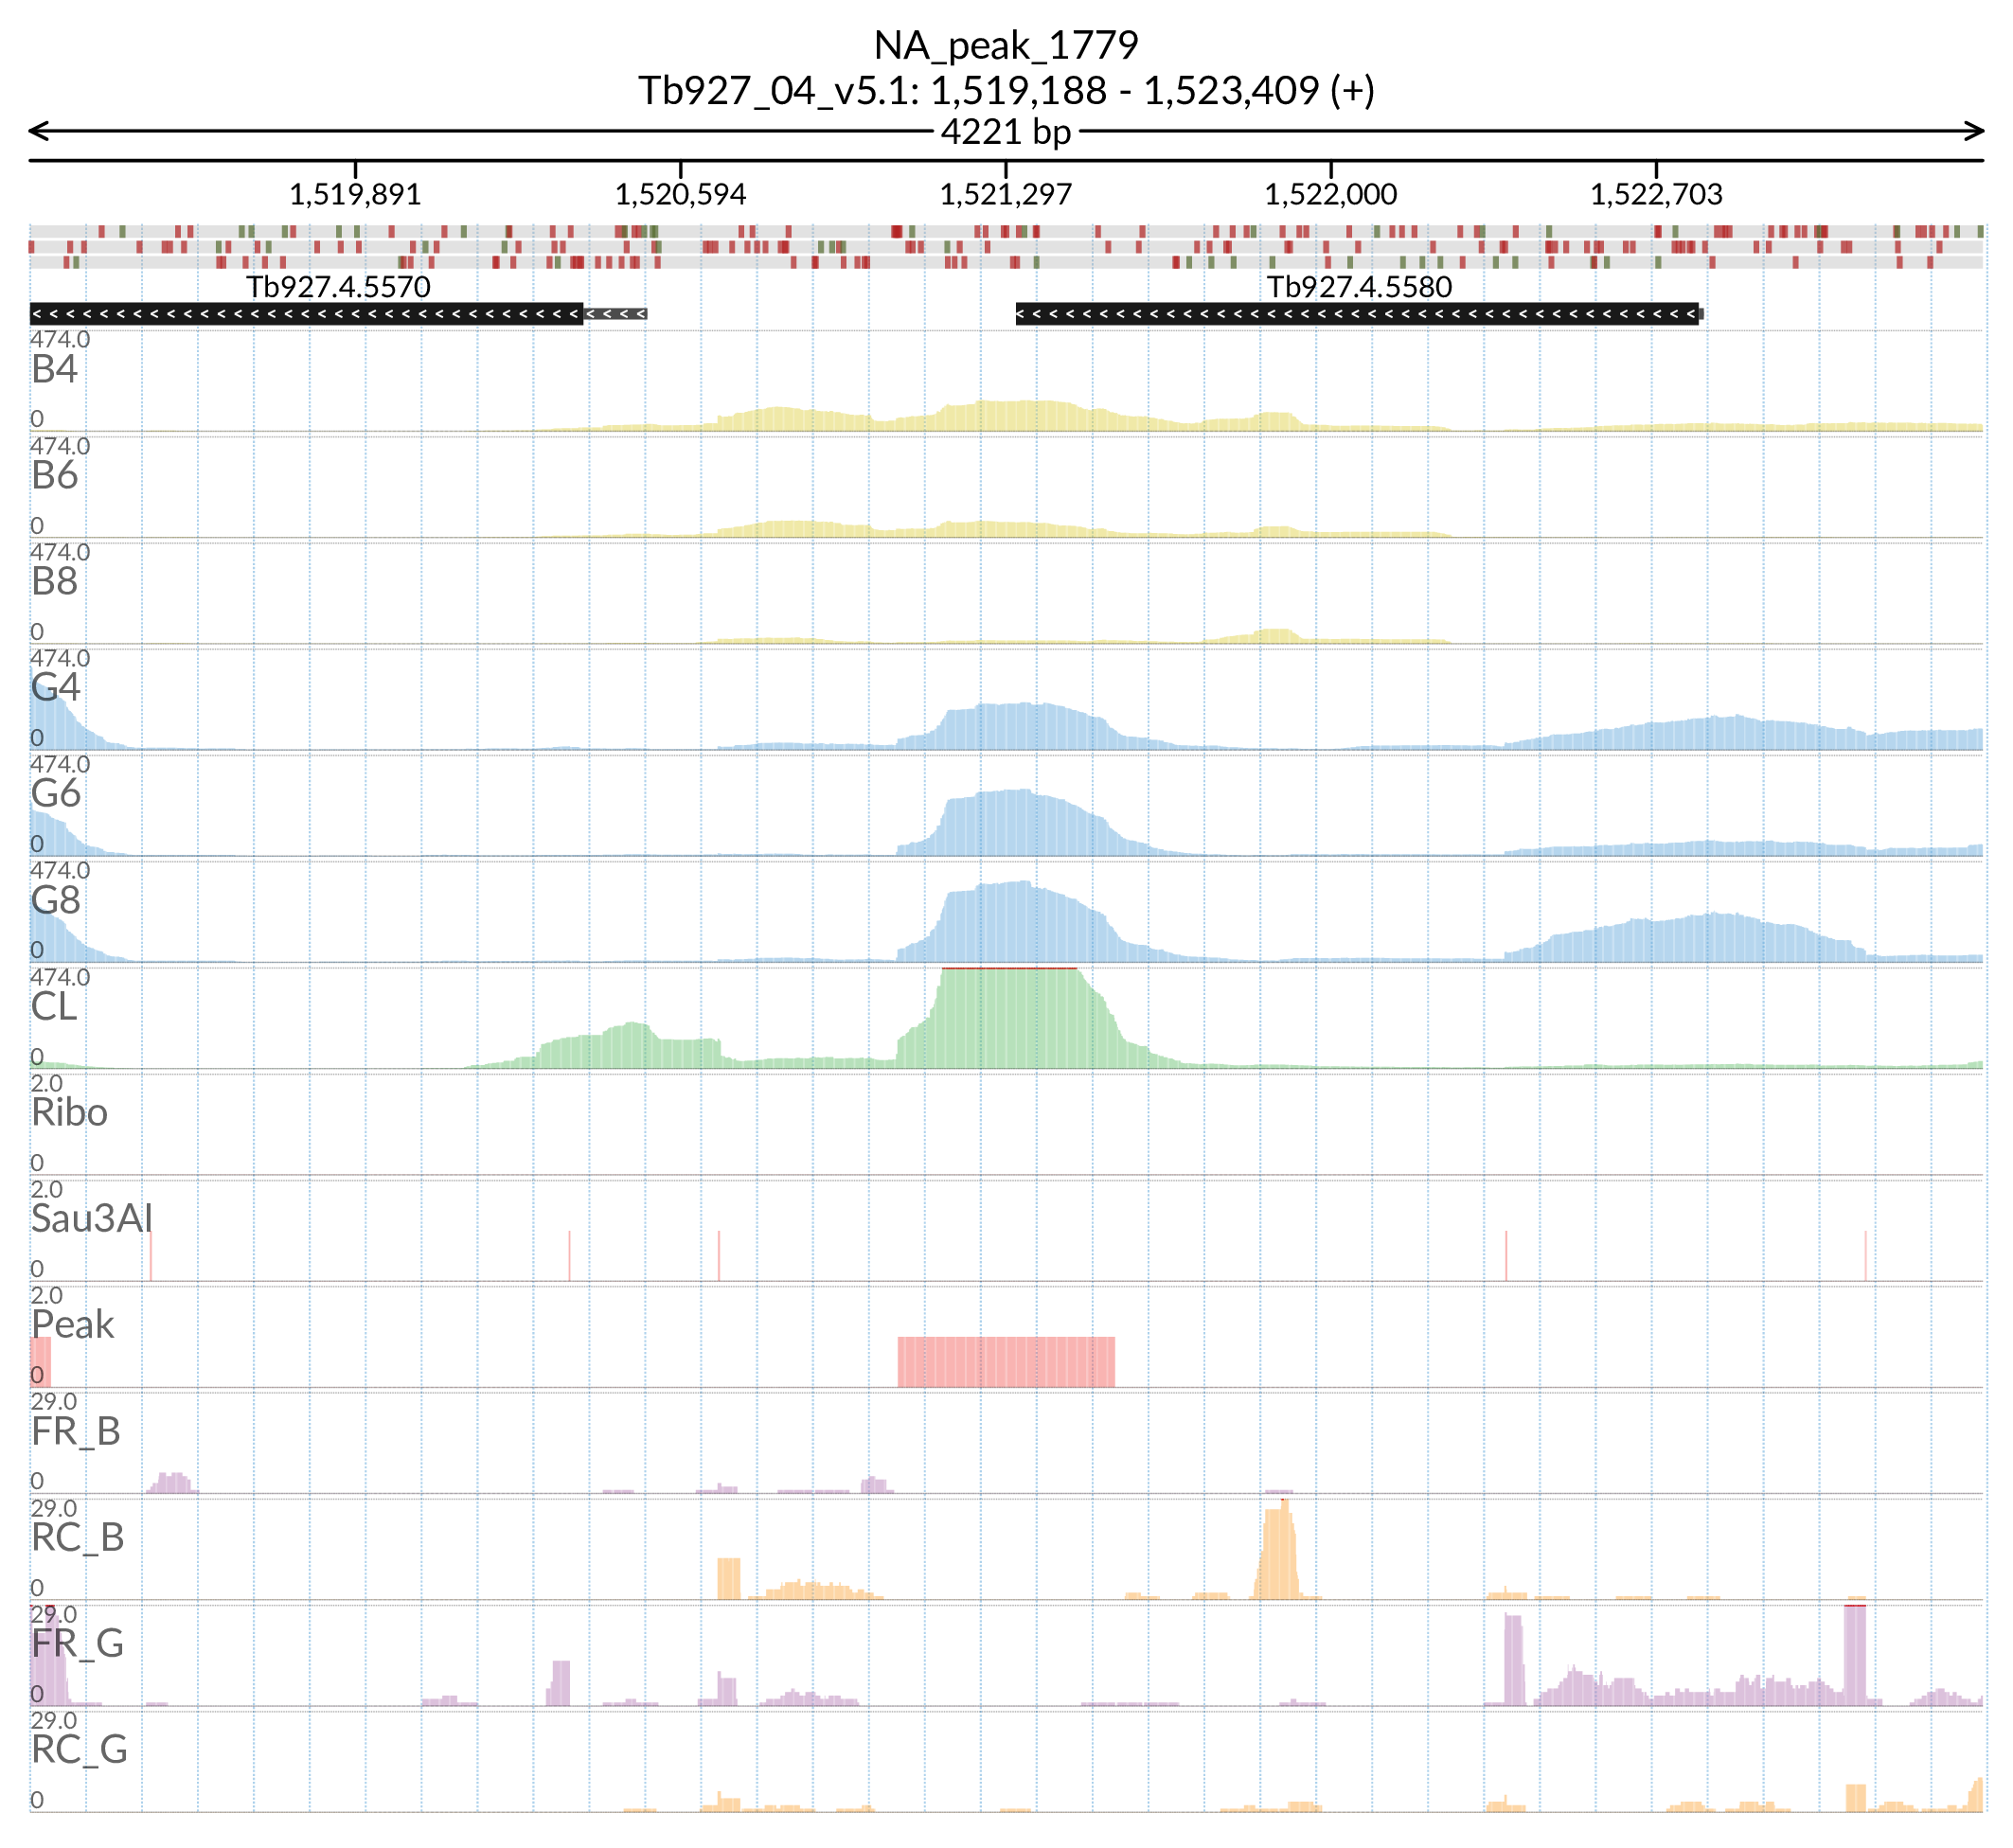 NA_peak_1779
Tb927_04_v5.1: 1,519,188 - 1,523,409 (+)
4221 bp
1,519,891 1,520,594 1,521,297 1,522,000 1,522,703
Tb927.4.5570 Tb927.4.5580
474.0
B4
0
474.0
B6
0
474.0
B8
0
474.0
G4
0
474.0
G6
0
474.0
G8
0
474.0
CL
0
2.0
Ribo
0
2.0
Sau3AI
0
2.0
Peak
0
29.0
FR_B
0
29.0
RC_B
0
29.0
FR_G
0
29.0
RC_G
0